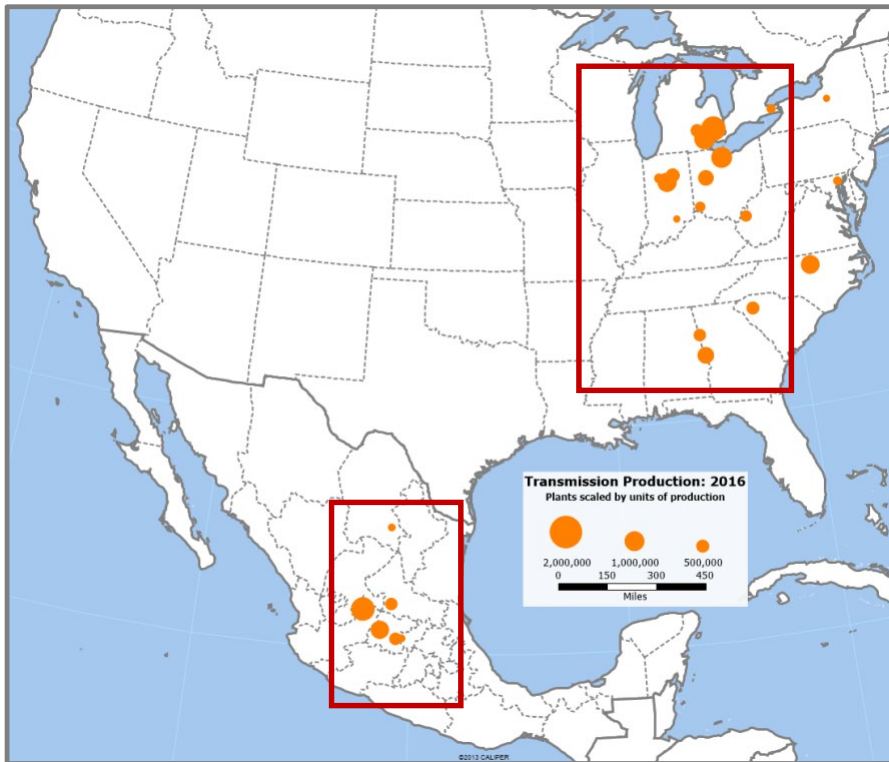 Transmission Production: 2016
Plants scaled by units of production
2,000,000 1,000,000 500,000
0 150 300 450
Miles
©2013 CALIPER